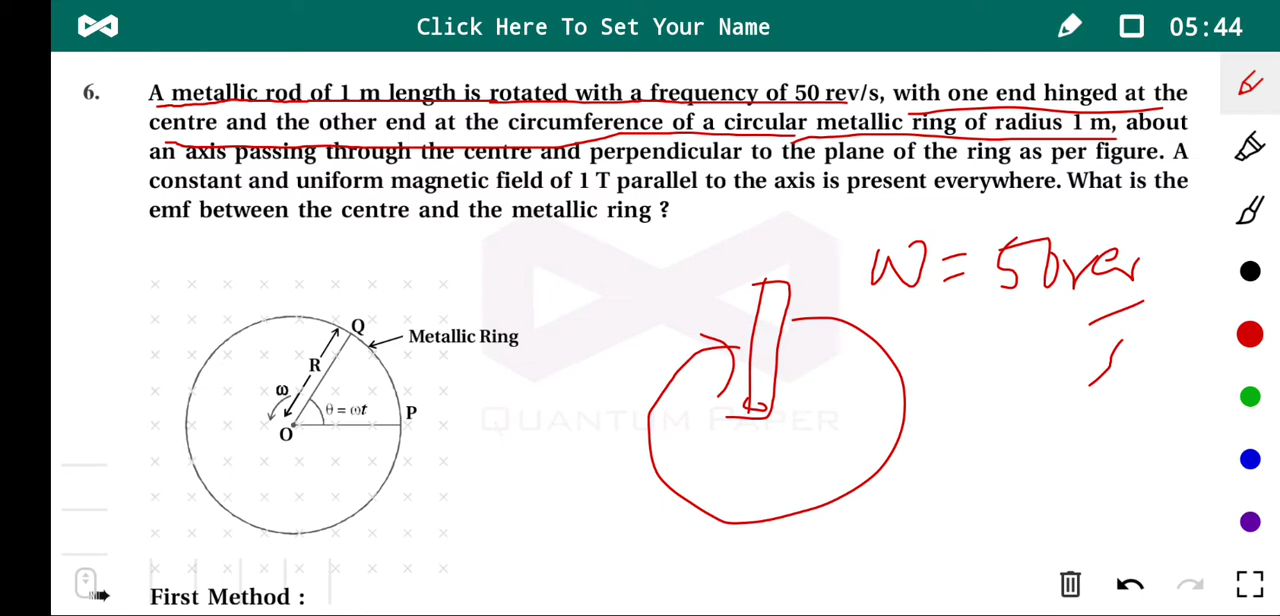 Click Here To Set Your Name
05:44
6. A metallic rod of 1 m length is rotated with a frequency of 50 rev/s, with one end hinged at the
centre and the other end at the circumference of a circular metallic ring of radius 1 m, about
an axis passing through the centre and perpendicular to the plane of the ring as per figure. A
constant and uniform magnetic field of 1 T parallel to the axis is present everywhere. What is the
emf between the centre and the metallic ring ?
W = 50 rev
s
Q
Metallic Ring
R
ω
θ = ωt
P
O
QUANTUM PAPER
First Method :